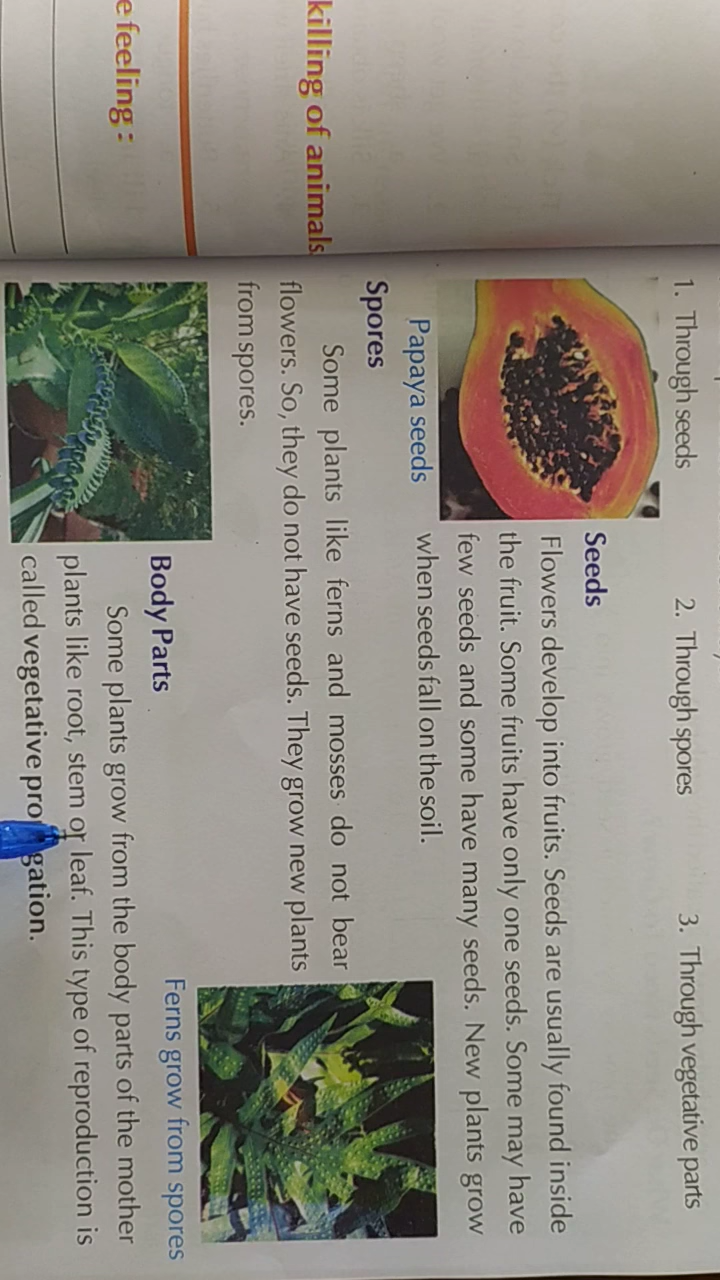 1. Through seeds 2. Through spores 3. Through vegetative parts
Seeds
Flowers develop into fruits. Seeds are usually found inside
the fruit. Some fruits have only one seeds. Some may have
few seeds and some have many seeds. New plants grow
when seeds fall on the soil.
Papaya seeds
Spores
Some plants like ferns and mosses do not bear
flowers. So, they do not have seeds. They grow new plants
from spores.
Ferns grow from spores
Body Parts
Some plants grow from the body parts of the mother
plants like root, stem or leaf. This type of reproduction is
called vegetative pro gation.
killing of animals
e feeling :